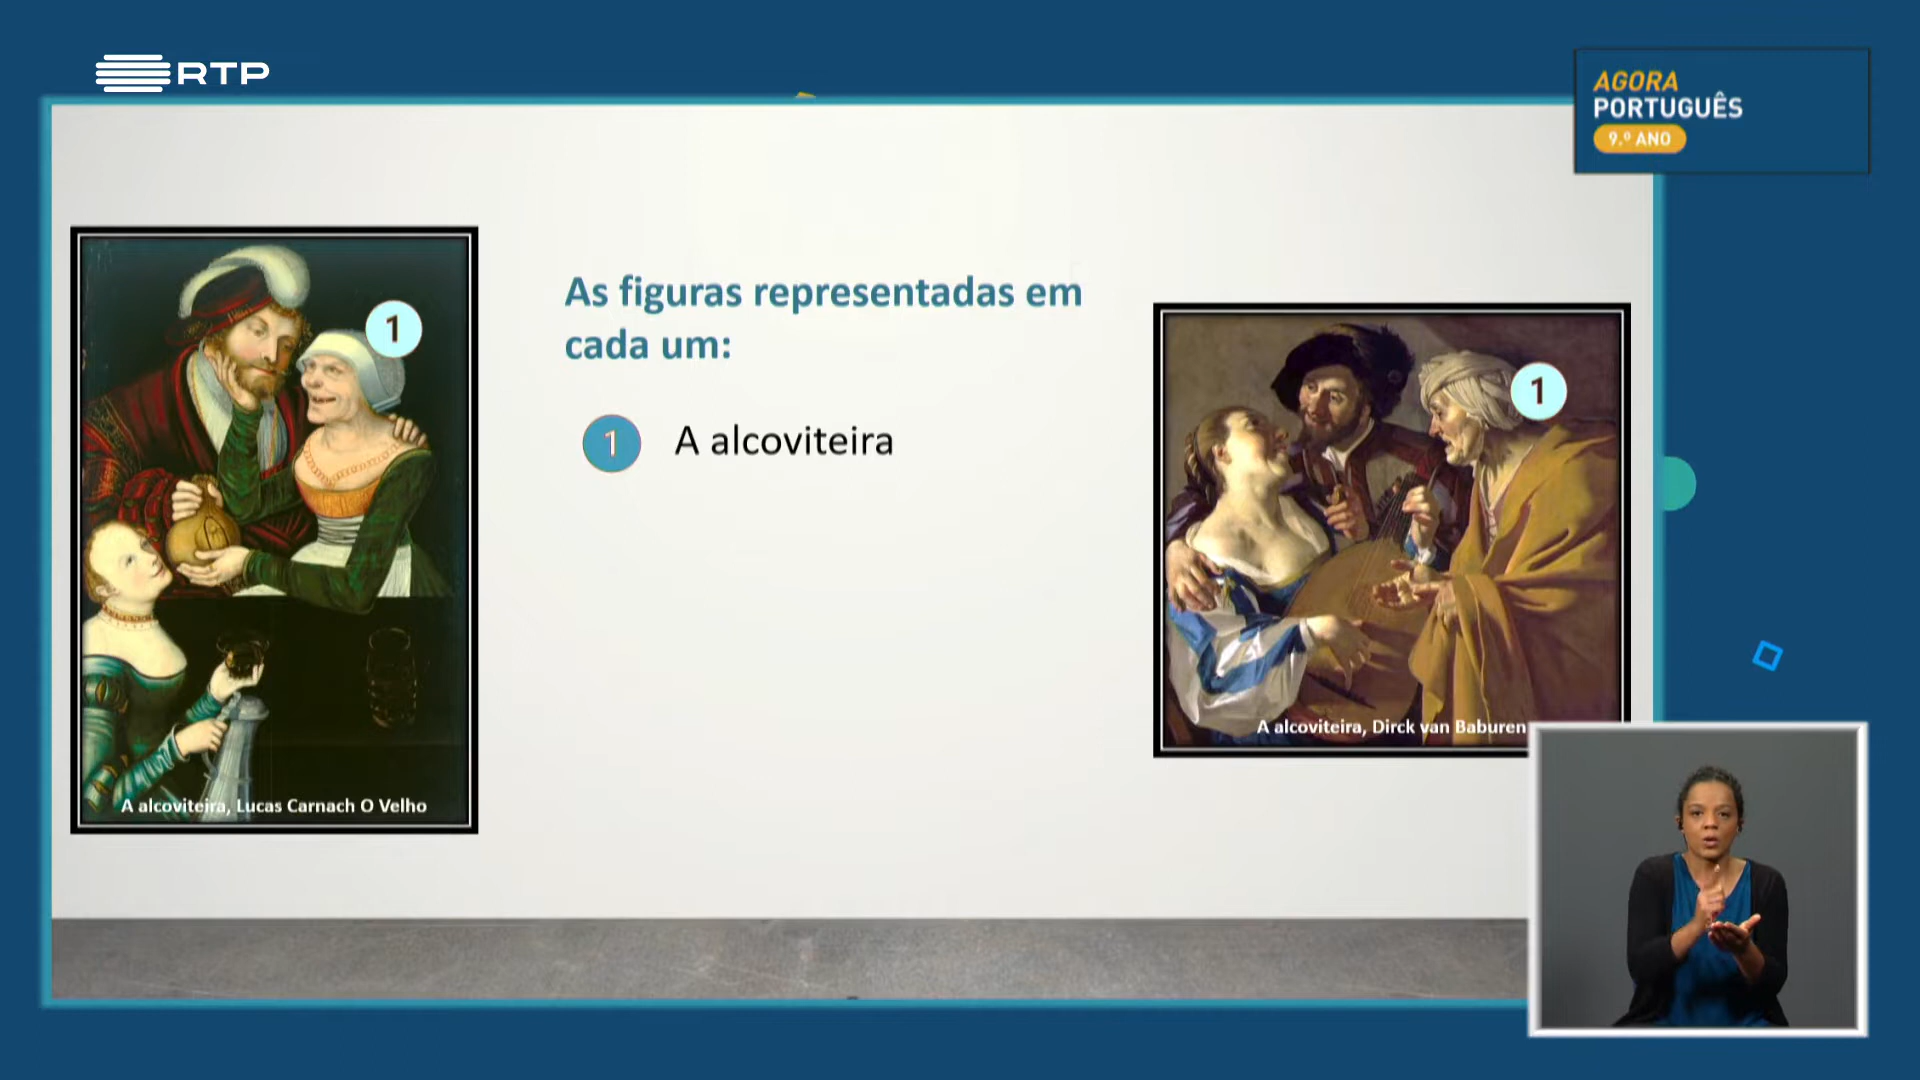 RTP
AGORA
PORTUGUÊS
9.º ANO
1
A alcoviteira, Lucas Carnach O Velho
As figuras representadas em
cada um:
1 A alcoviteira
1
A alcoviteira, Dirck van Baburen